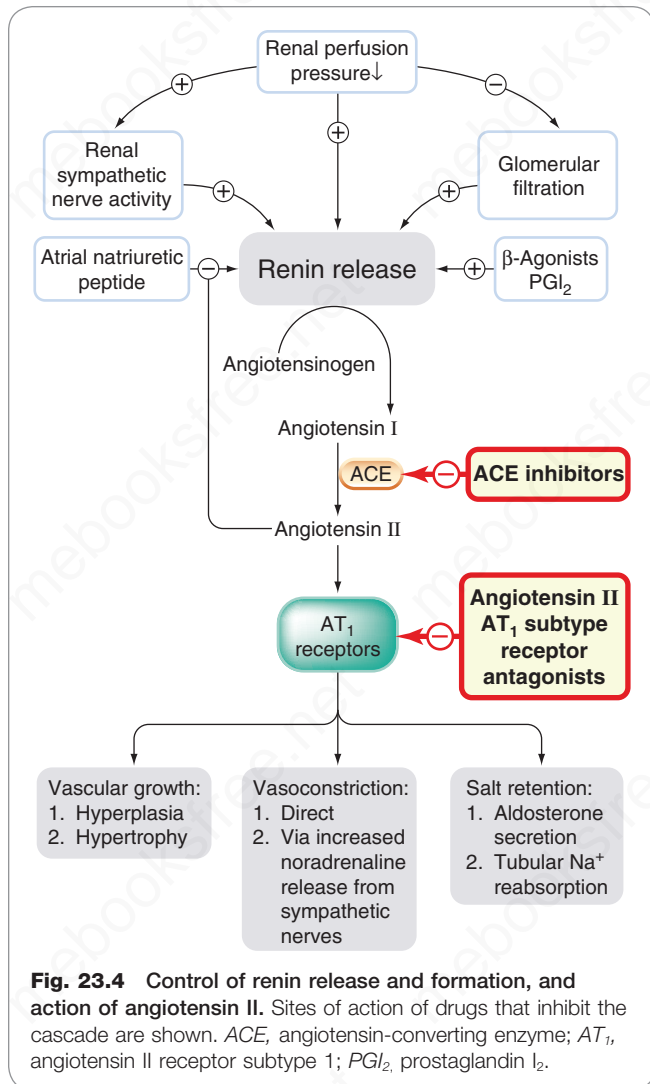 Renal perfusion
pressure↓
+
−
+
Renal
sympathetic
nerve activity
+
Glomerular
filtration
+
Atrial natriuretic
peptide
−
Renin release
+
β-Agonists
PGI₂
Angiotensinogen
Angiotensin I
ACE
−
ACE inhibitors
Angiotensin II
AT₁
receptors
−
Angiotensin II
AT₁ subtype
receptor
antagonists
Vascular growth:
1. Hyperplasia
2. Hypertrophy
Vasoconstriction:
1. Direct
2. Via increased
noradrenaline
release from
sympathetic
nerves
Salt retention:
1. Aldosterone
secretion
2. Tubular Na⁺
reabsorption
Fig. 23.4 Control of renin release and formation, and
action of angiotensin II. Sites of action of drugs that inhibit the
cascade are shown. ACE, angiotensin-converting enzyme; AT₁,
angiotensin II receptor subtype 1; PGI₂, prostaglandin I₂.
mebooksfree.net